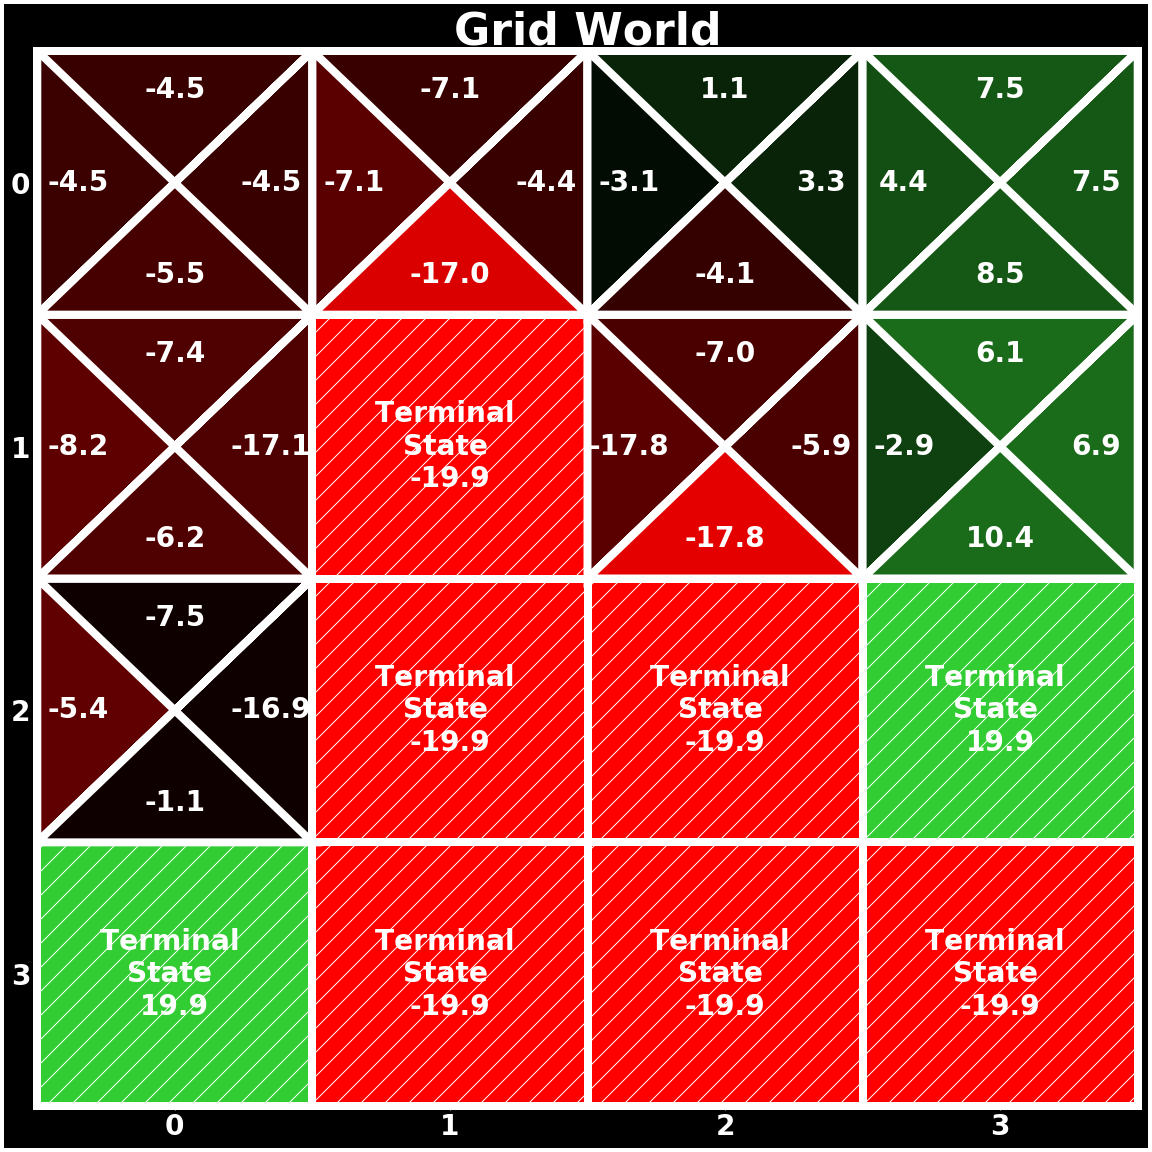 Grid World
-4.5 -7.1 1.1 7.5
0 -4.5 -4.5 -7.1 -4.4 -3.1 3.3 4.4 7.5
-5.5 -17.0 -4.1 8.5
-7.4 -7.0 6.1
Terminal
1 -8.2 -17.1 State -17.8 -5.9 -2.9 6.9
-19.9
-6.2 -17.8 10.4
-7.5
Terminal Terminal Terminal
2 -5.4 -16.9 State State State
-19.9 -19.9 19.9
-1.1
Terminal Terminal Terminal Terminal
3 State State State State
19.9 -19.9 -19.9 -19.9
0 1 2 3